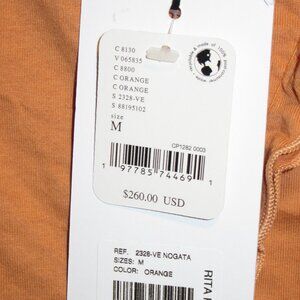 C 8130
V 065835
C 8800
C ORANGE
C ORANGE
S 2328-VE
S 88195102
size
M
CP1282 0003
1 97785 74469 1
$260.00 USD
REF. 2328-VE NOGATA
SIZES: M
COLOR: ORANGE
RITA